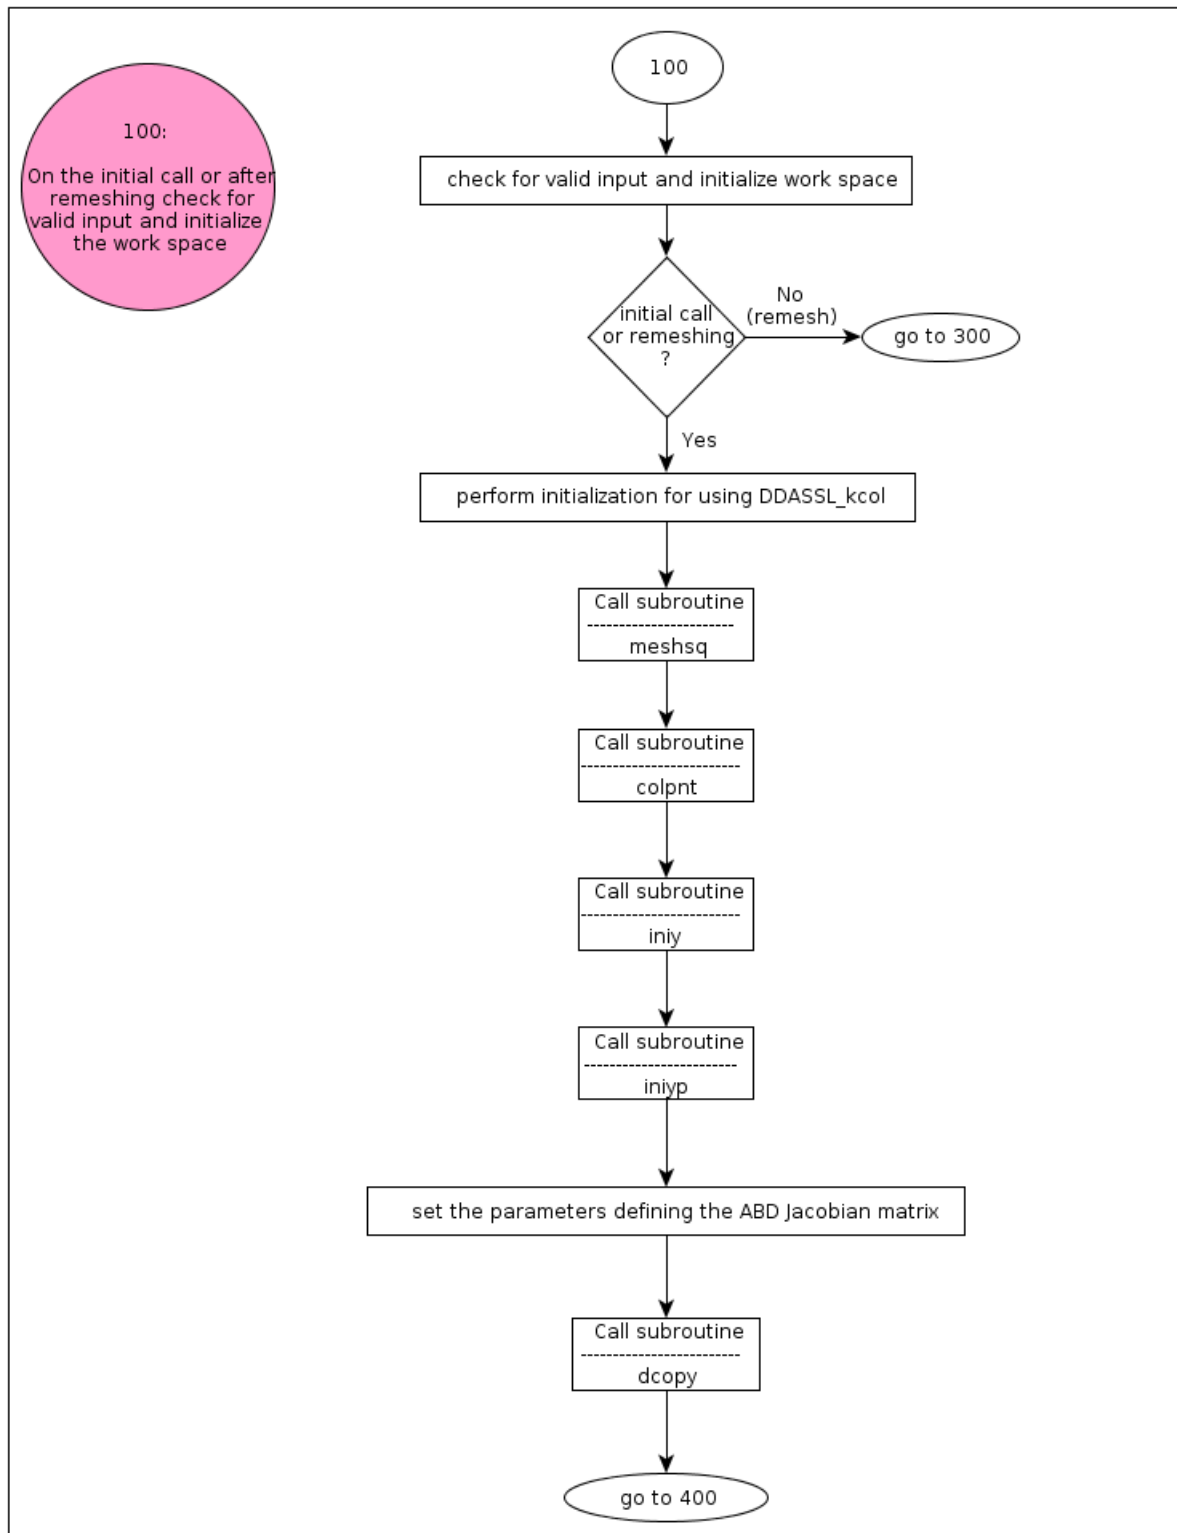 100:
On the initial call or after
remeshing check for
valid input and initialize
the work space
100
check for valid input and initialize work space
initial call
or remeshing
?
No
(remesh)
go to 300
Yes
perform initialization for using DDASSL_kcol
Call subroutine
-----------------------
meshsq
Call subroutine
-------------------------
colpnt
Call subroutine
-------------------------
iniy
Call subroutine
------------------------
iniyp
set the parameters defining the ABD Jacobian matrix
Call subroutine
-------------------------
dcopy
go to 400